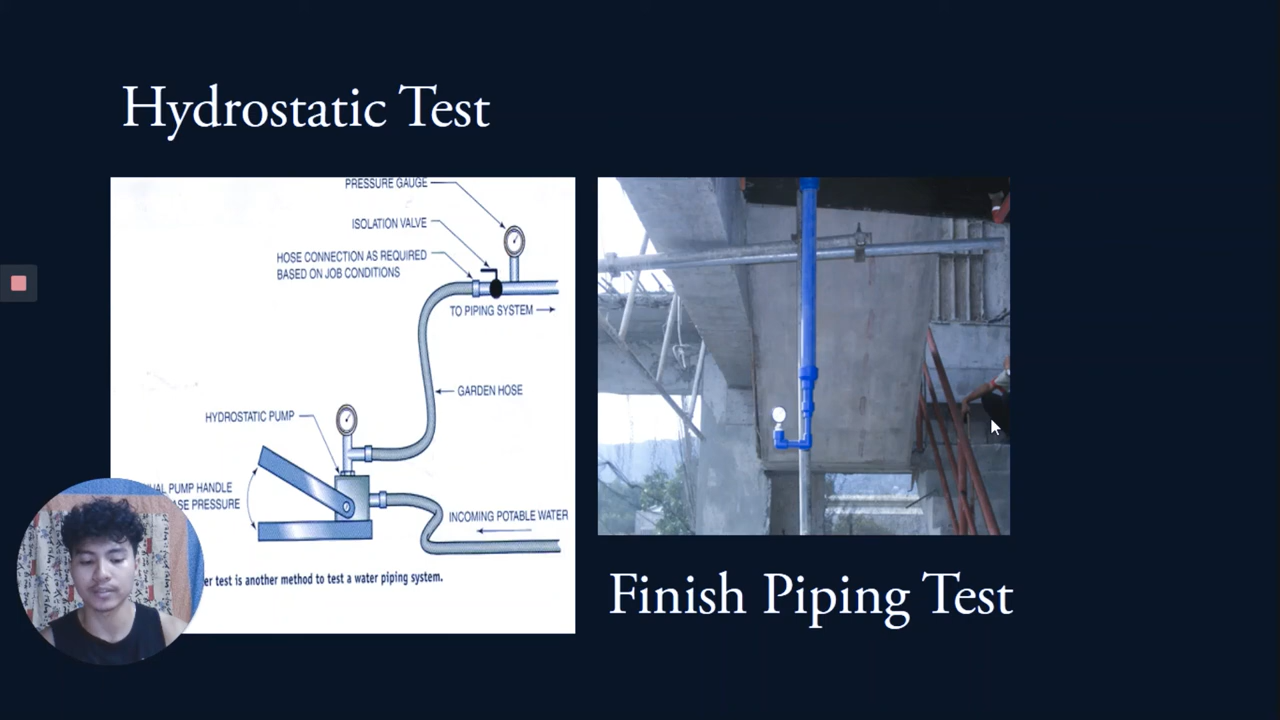 Hydrostatic Test
PRESSURE GAUGE
ISOLATION VALVE
HOSE CONNECTION AS REQUIRED
BASED ON JOB CONDITIONS
TO PIPING SYSTEM
GARDEN HOSE
HYDROSTATIC PUMP
PUMP HANDLE
PRESSURE
INCOMING POTABLE WATER
test is another method to test a water piping system.
Finish Piping Test